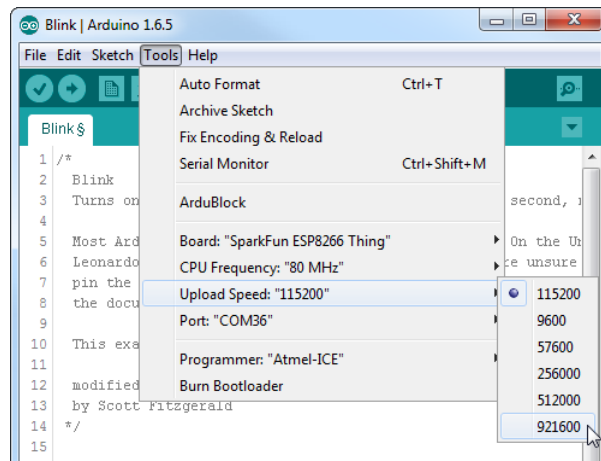 Blink | Arduino 1.6.5
File Edit Sketch Tools Help
Auto Format Ctrl+T
Archive Sketch
Fix Encoding & Reload
Serial Monitor Ctrl+Shift+M
ArduBlock
Board: "SparkFun ESP8266 Thing"
CPU Frequency: "80 MHz"
Upload Speed: "115200"
Port: "COM36"
Programmer: "Atmel-ICE"
Burn Bootloader
115200
9600
57600
256000
512000
921600
Blink §
1 /*
2 Blink
3 Turns on second,
4
5 Most Ard On the
6 Leonardo unsure
7 pin the
8 the docu
9
10 This exa
11
12 modified
13 by Scott Fitzgerald
14 */
15